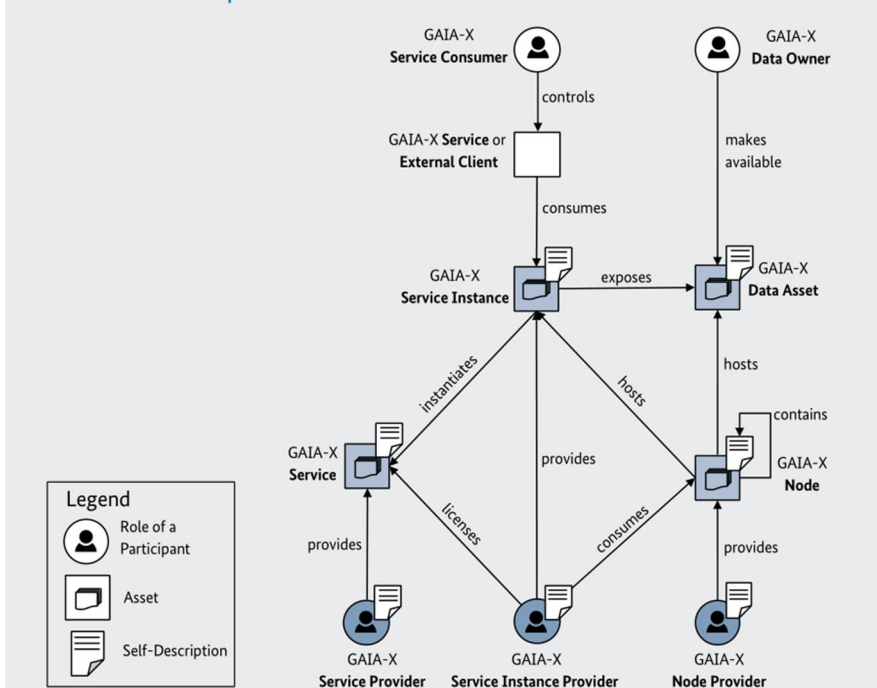 GAIA-X
Service Consumer
GAIA-X
Data Owner
controls
GAIA-X Service or
External Client
makes
available
consumes
GAIA-X
Service Instance
exposes
GAIA-X
Data Asset
instantiates
hosts
hosts
contains
GAIA-X
Service
provides
GAIA-X
Node
licenses
consumes
provides
provides
GAIA-X
Service Provider
GAIA-X
Service Instance Provider
GAIA-X
Node Provider
Legend
Role of a
Participant
Asset
Self-Description